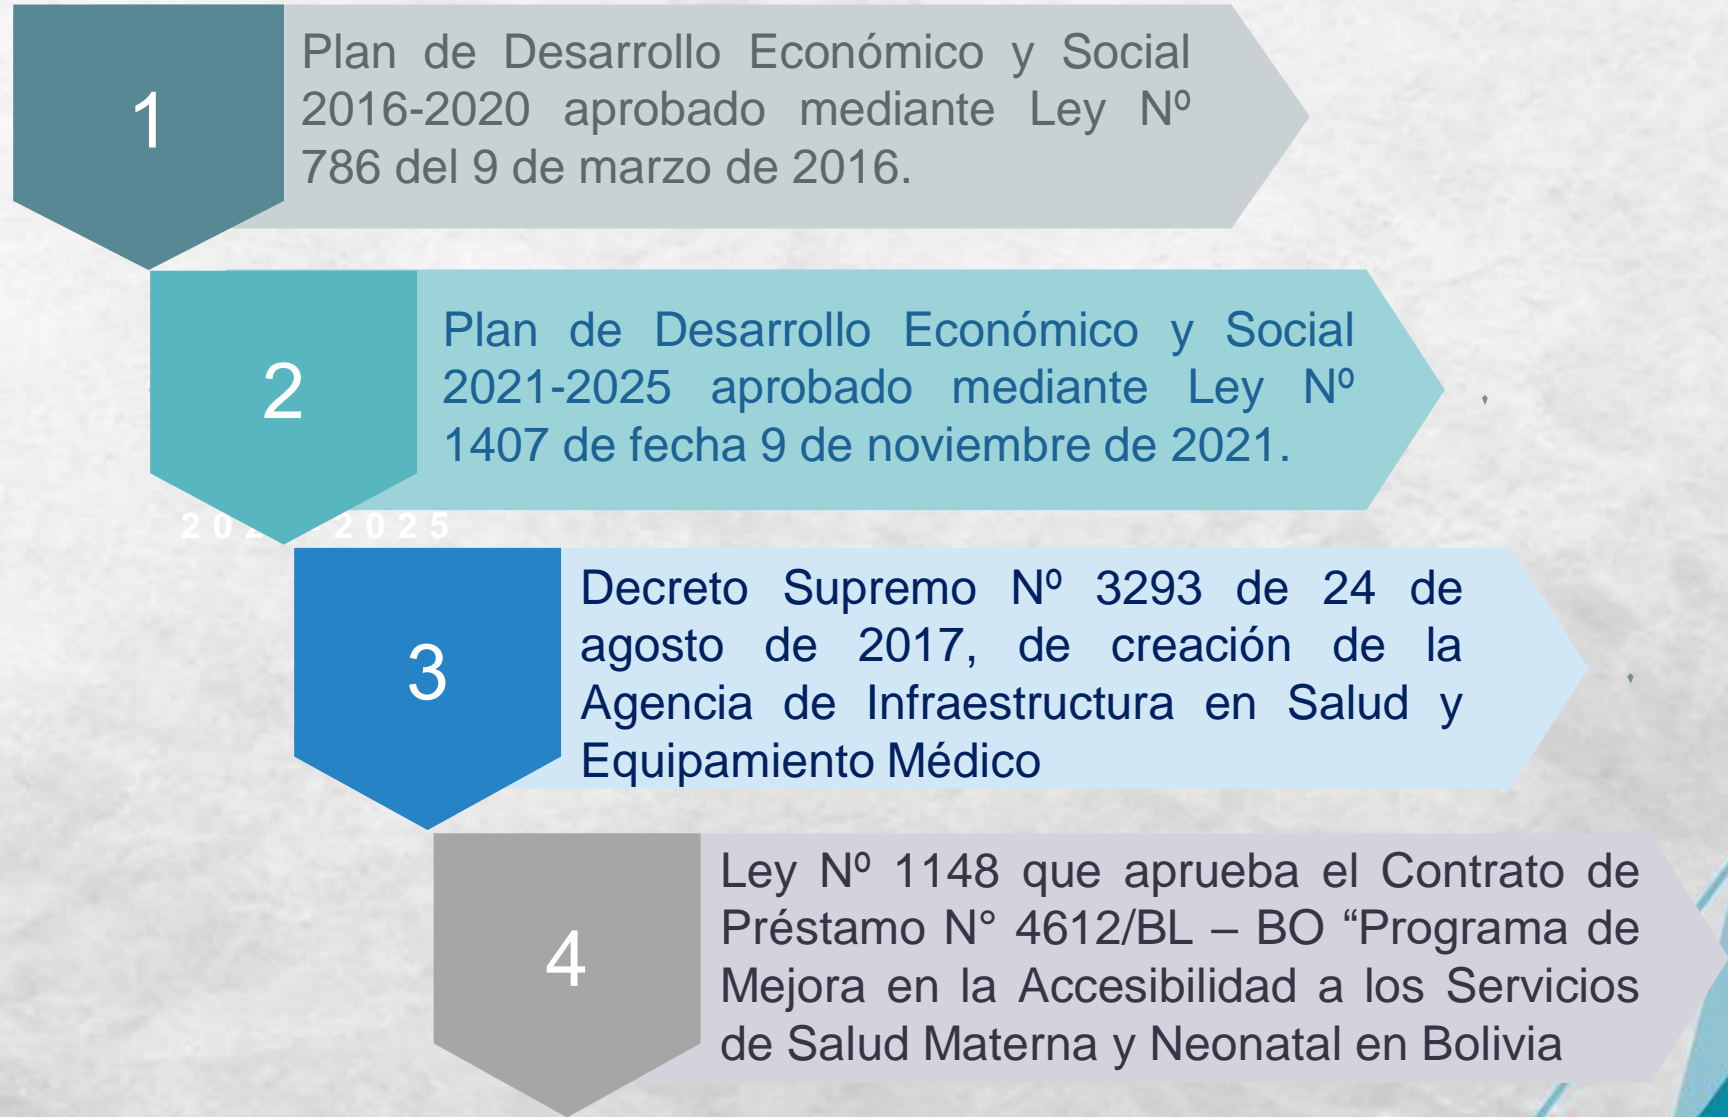 1
Plan de Desarrollo Económico y Social
2016-2020 aprobado mediante Ley Nº
786 del 9 de marzo de 2016.
2
Plan de Desarrollo Económico y Social
2021-2025 aprobado mediante Ley Nº
1407 de fecha 9 de noviembre de 2021.
2025
3
Decreto Supremo Nº 3293 de 24 de
agosto de 2017, de creación de la
Agencia de Infraestructura en Salud y
Equipamiento Médico
4
Ley Nº 1148 que aprueba el Contrato de
Préstamo N° 4612/BL – BO “Programa de
Mejora en la Accesibilidad a los Servicios
de Salud Materna y Neonatal en Bolivia